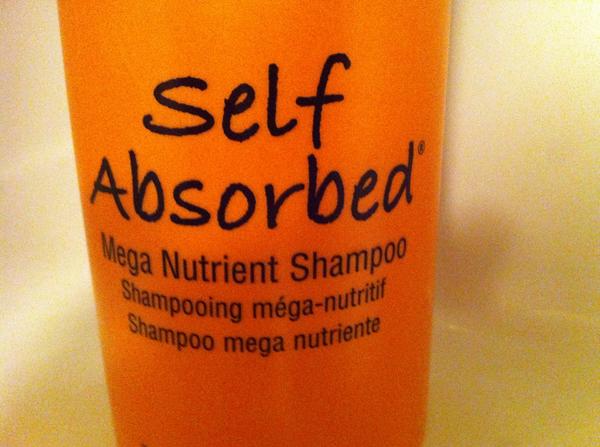 Self
Absorbed®
Mega Nutrient Shampoo
Shampooing méga-nutritif
Shampoo mega nutriente